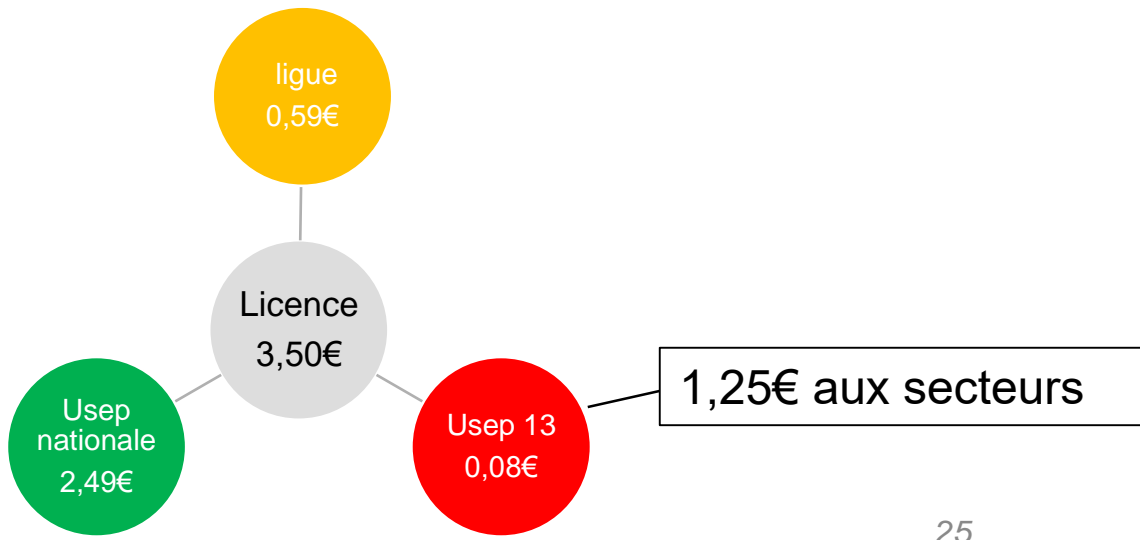 ligue
0,59€
Licence
3,50€
Usep
nationale
2,49€
Usep 13
0,08€
1,25€ aux secteurs
25